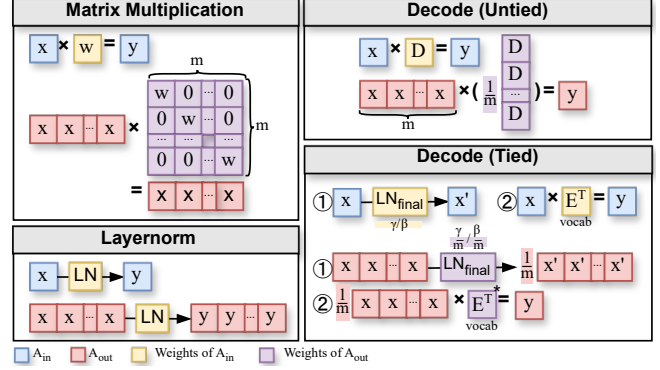 Matrix Multiplication
x × w = y
m
x x ... x × w 0 ... 0
0 w ... 0
... ... ...
0 0 ... w
m
= x x ... x
Layernorm
x LN y
x x ... x LN y y ... y
Decode (Untied)
x × D = y
x x ... x × ( 1/m D D ... D ) = y
m
Decode (Tied)
① x LN_final x'
γ/β
② x × E^T = y
vocab
γ/m / β/m
① x x ... x LN_final 1/m x' x' ... x'
② 1/m x x ... x × E^T* = y
vocab
A_in A_out Weights of A_in Weights of A_out